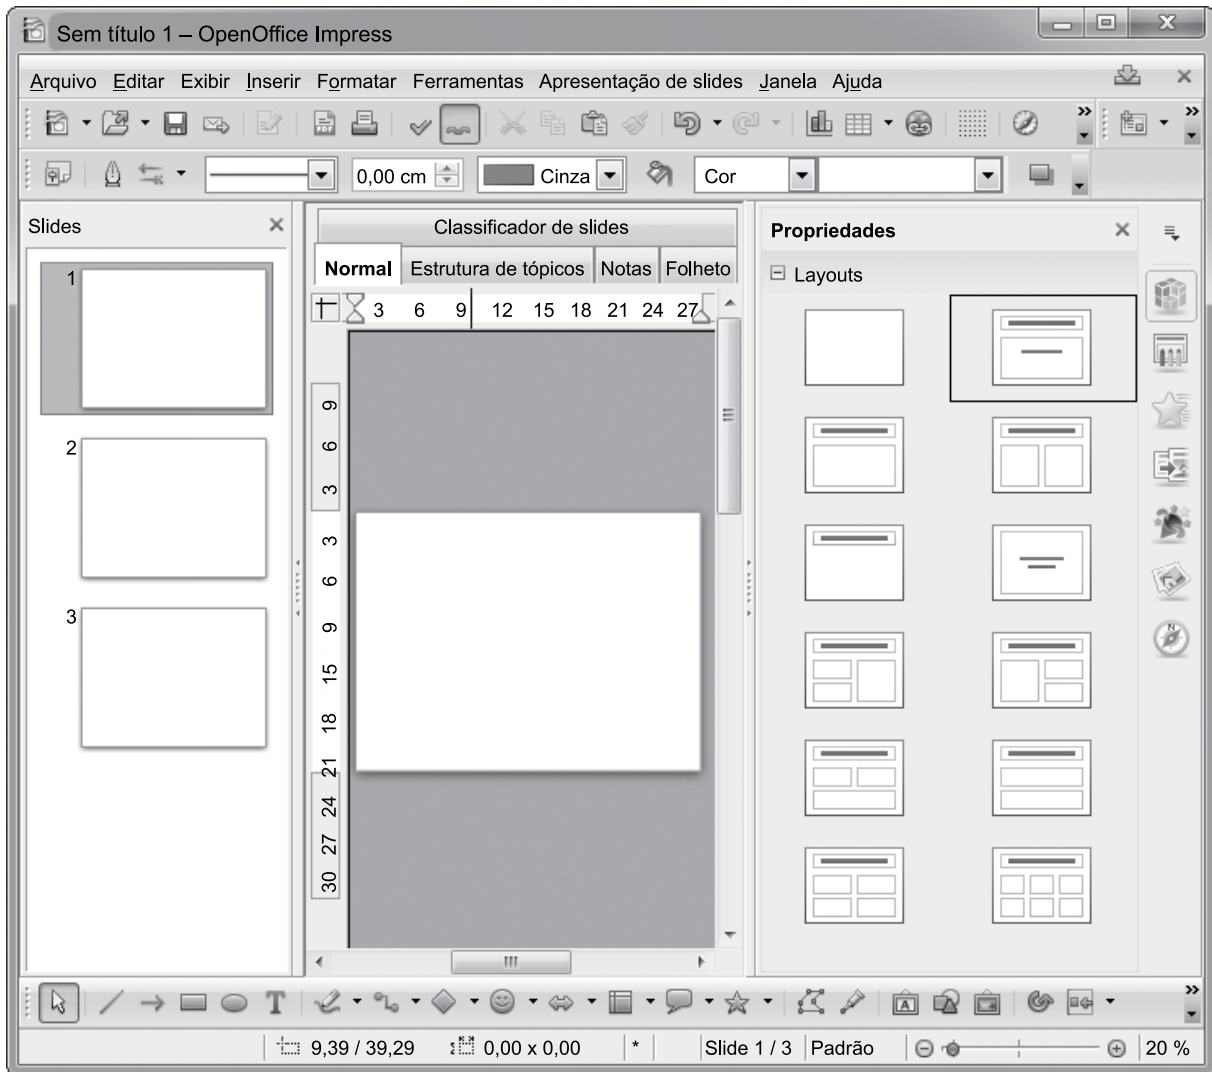 Sem título 1 – OpenOffice Impress
Arquivo Editar Exibir Inserir Formatar Ferramentas Apresentação de slides Janela Ajuda
PDF
0,00 cm Cinza Cor
Slides
1
2
3
Classificador de slides
Normal Estrutura de tópicos Notas Folheto
3 6 9 12 15 18 21 24 27
9
6
3
3
6
9
15
18
21
24
27
30
Propriedades
Layouts
N
T
A
9,39 / 39,29 0,00 x 0,00 * Slide 1 / 3 Padrão 20 %